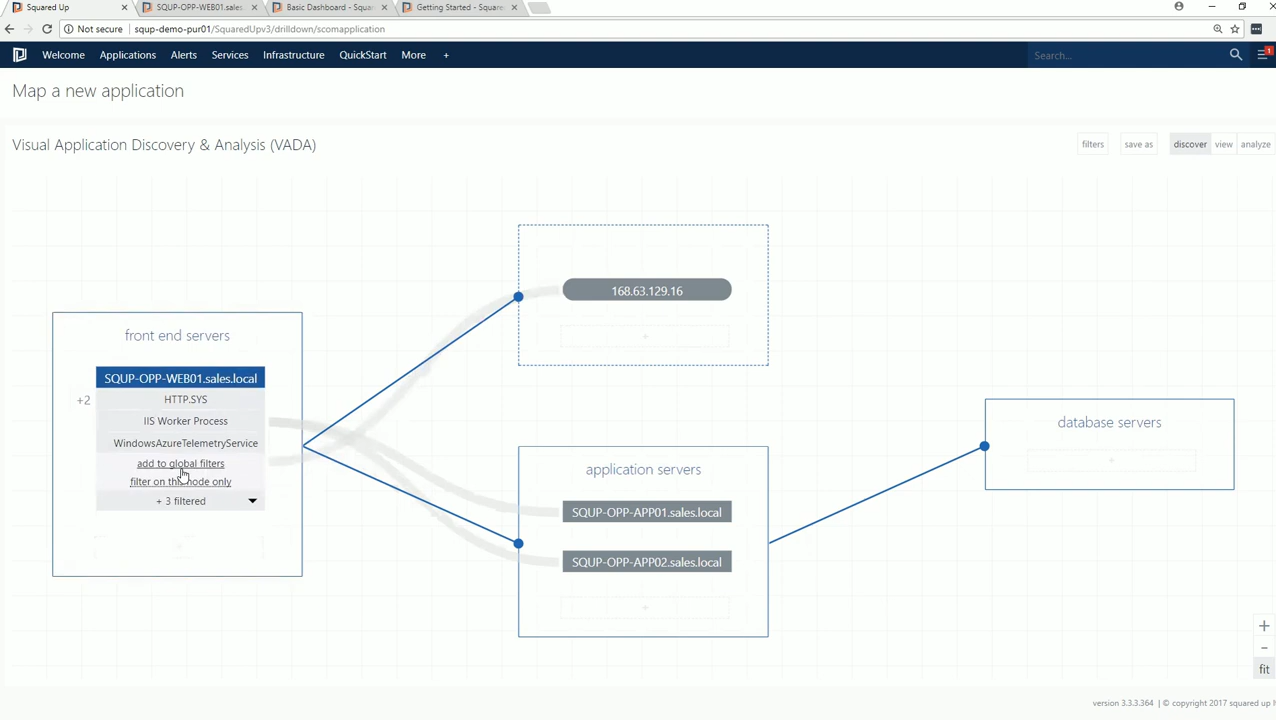 Squared Up
SQUP-OPP-WEB01.sales.
Basic Dashboard - Squa
Getting Started - Square
Not secure squp-demo-pur01/SquaredUpv3/drilldown/scomapplication
Welcome Applications Alerts Services Infrastructure QuickStart More +
Search...
1
Map a new application
Visual Application Discovery & Analysis (VADA)
filters save as discover view analyze
168.63.129.16
+
front end servers
SQUP-OPP-WEB01.sales.local
+2 HTTP.SYS
IIS Worker Process
WindowsAzureTelemetryService
add to global filters
filter on this node only
+ 3 filtered
application servers
SQUP-OPP-APP01.sales.local
SQUP-OPP-APP02.sales.local
+
database servers
+
+
-
fit
version 3.3.3.364 | © copyright 2017 squared up